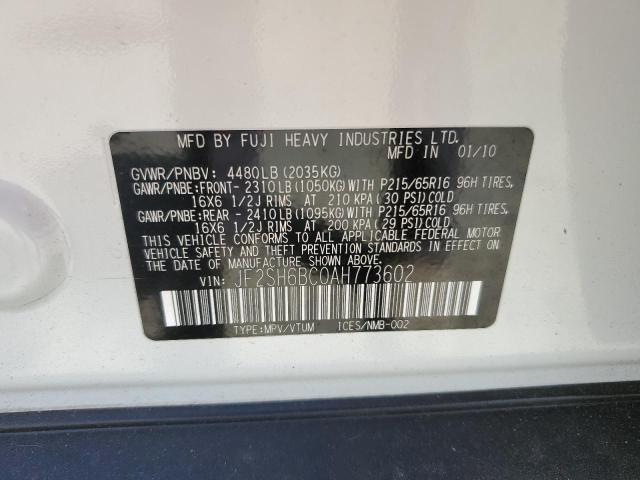 MFD BY FUJI HEAVY INDUSTRIES LTD.
MFD IN 01/10
GVWR/PNBV: 4480LB(2035KG)
GAWR/PNBE:FRONT- 2310LB(1050KG)WITH P215/65R16 96H TIRES,
16X6 1/2J RIMS AT 210 KPA(30 PSI)COLD
GAWR/PNBE:REAR - 2410LB(1095KG)WITH P215/65R16 96H TIRES,
16X6 1/2J RIMS AT 200 KPA(29 PSI)COLD
THIS VEHICLE CONFORMS TO ALL APPLICABLE FEDERAL MOTOR
VEHICLE SAFETY AND THEFT PREVENTION STANDARDS IN EFFECT
ON THE DATE OF MANUFACTURE SHOWN ABOVE.
VIN: JF2SH6BC0AH773602
TYPE:MPV/VTUM ICES/NMB-002